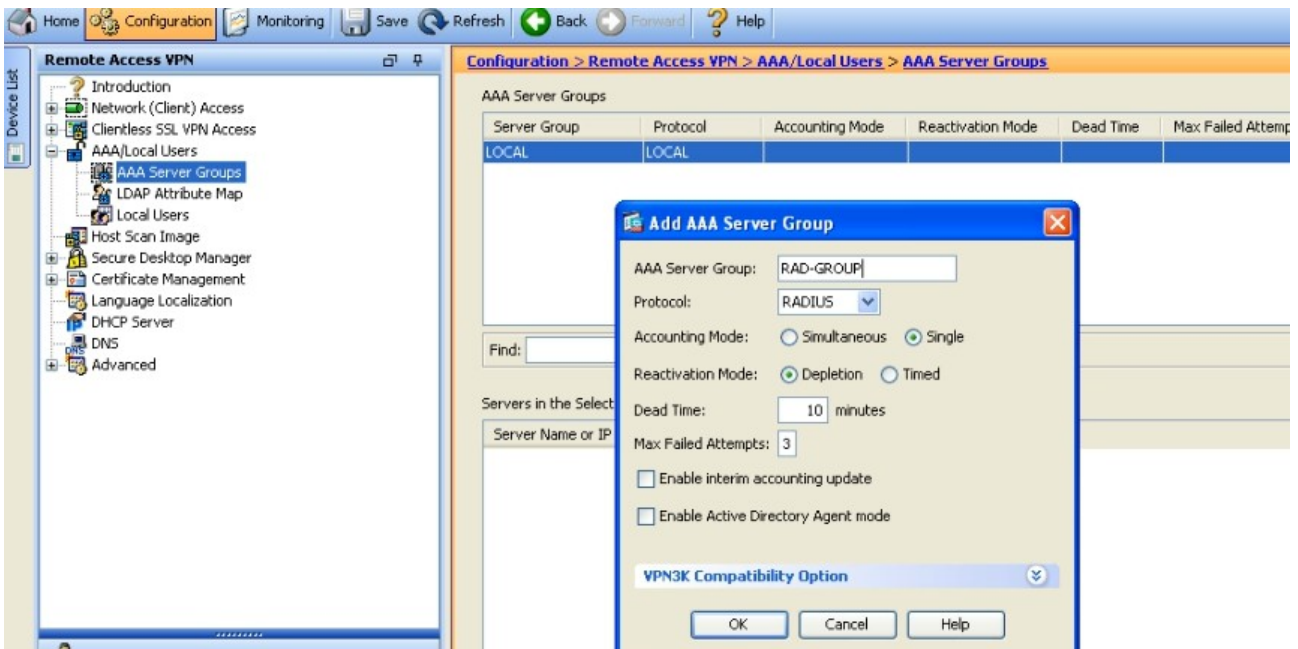 Home Configuration Monitoring Save Refresh Back Forward Help
Device List
Remote Access VPN
Introduction
Network (Client) Access
Clientless SSL VPN Access
AAA/Local Users
AAA Server Groups
LDAP Attribute Map
Local Users
Host Scan Image
Secure Desktop Manager
Certificate Management
Language Localization
DHCP Server
DNS
Advanced
Configuration > Remote Access VPN > AAA/Local Users > AAA Server Groups
AAA Server Groups
Server Group Protocol Accounting Mode Reactivation Mode Dead Time Max Failed Attemp
LOCAL LOCAL
Find:
Servers in the Select
Server Name or IP
Add AAA Server Group
AAA Server Group: RAD-GROUP
Protocol: RADIUS
Accounting Mode: Simultaneous Single
Reactivation Mode: Depletion Timed
Dead Time: 10 minutes
Max Failed Attempts: 3
Enable interim accounting update
Enable Active Directory Agent mode
VPN3K Compatibility Option
OK Cancel Help